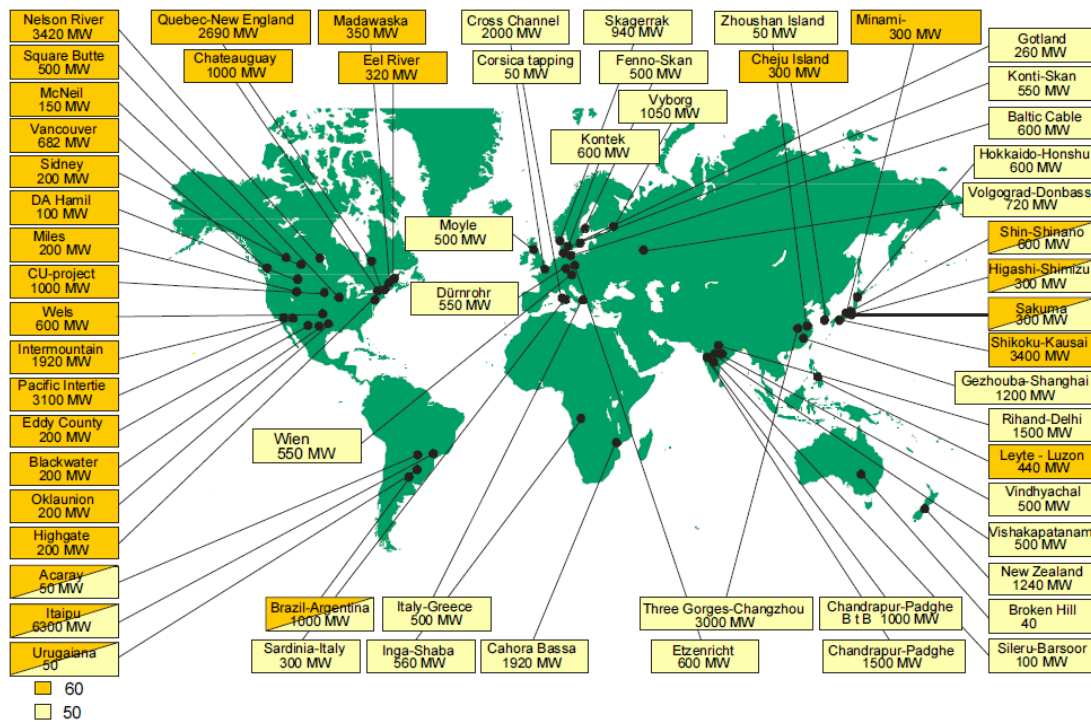 Nelson River
3420 MW
Quebec-New England
2690 MW
Madawaska
350 MW
Cross Channel
2000 MW
Skagerrak
940 MW
Zhoushan Island
50 MW
Minami-
300 MW
Square Butte
500 MW
Chateauguay
1000 MW
Eel River
320 MW
Corsica tapping
50 MW
Fenno-Skan
500 MW
Cheju Island
300 MW
Gotland
260 MW
McNeil
150 MW
Vyborg
1050 MW
Konti-Skan
550 MW
Vancouver
682 MW
Kontek
600 MW
Baltic Cable
600 MW
Sidney
200 MW
Hokkaido-Honshu
600 MW
DA Hamil
100 MW
Volgograd-Donbass
720 MW
Miles
200 MW
Moyle
500 MW
Shin-Shinano
600 MW
CU-project
1000 MW
Dürnrohr
550 MW
Higashi-Shimizu
300 MW
Wels
600 MW
Sakuma
300 MW
Intermountain
1920 MW
Shikoku-Kausai
3400 MW
Pacific Intertie
3100 MW
Gezhouba-Shanghai
1200 MW
Eddy County
200 MW
Rihand-Delhi
1500 MW
Wien
550 MW
Blackwater
200 MW
Leyte - Luzon
440 MW
Oklaunion
200 MW
Vindhyachal
500 MW
Highgate
200 MW
Vishakapatanam
500 MW
Acaray
50 MW
New Zealand
1240 MW
Itaipu
6300 MW
Brazil-Argentina
1000 MW
Italy-Greece
500 MW
Three Gorges-Changzhou
3000 MW
Chandrapur-Padghe
B t B 1000 MW
Broken Hill
40
Urugaiana
50
Sardinia-Italy
300 MW
Inga-Shaba
560 MW
Cahora Bassa
1920 MW
Etzenricht
600 MW
Chandrapur-Padghe
1500 MW
Sileru-Barsoor
100 MW
60
50